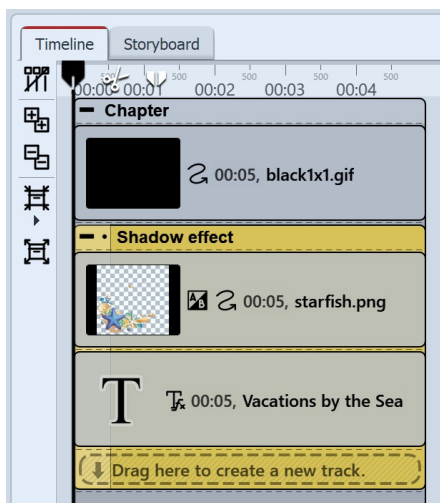 Timeline Storyboard
500 500 500 500 500
00:00 00:01 00:02 00:03 00:04
Chapter
00:05, black1x1.gif
Shadow effect
A B 00:05, starfish.png
T Tfx 00:05, Vacations by the Sea
Drag here to create a new track.